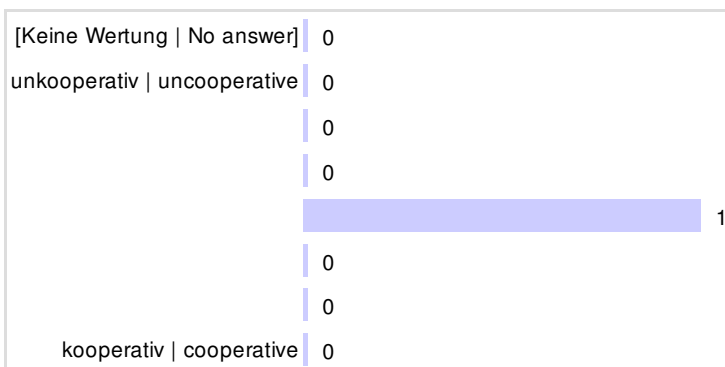 [Keine Wertung | No answer] 0
unkooperativ | uncooperative 0
0
0
1
0
0
kooperativ | cooperative 0